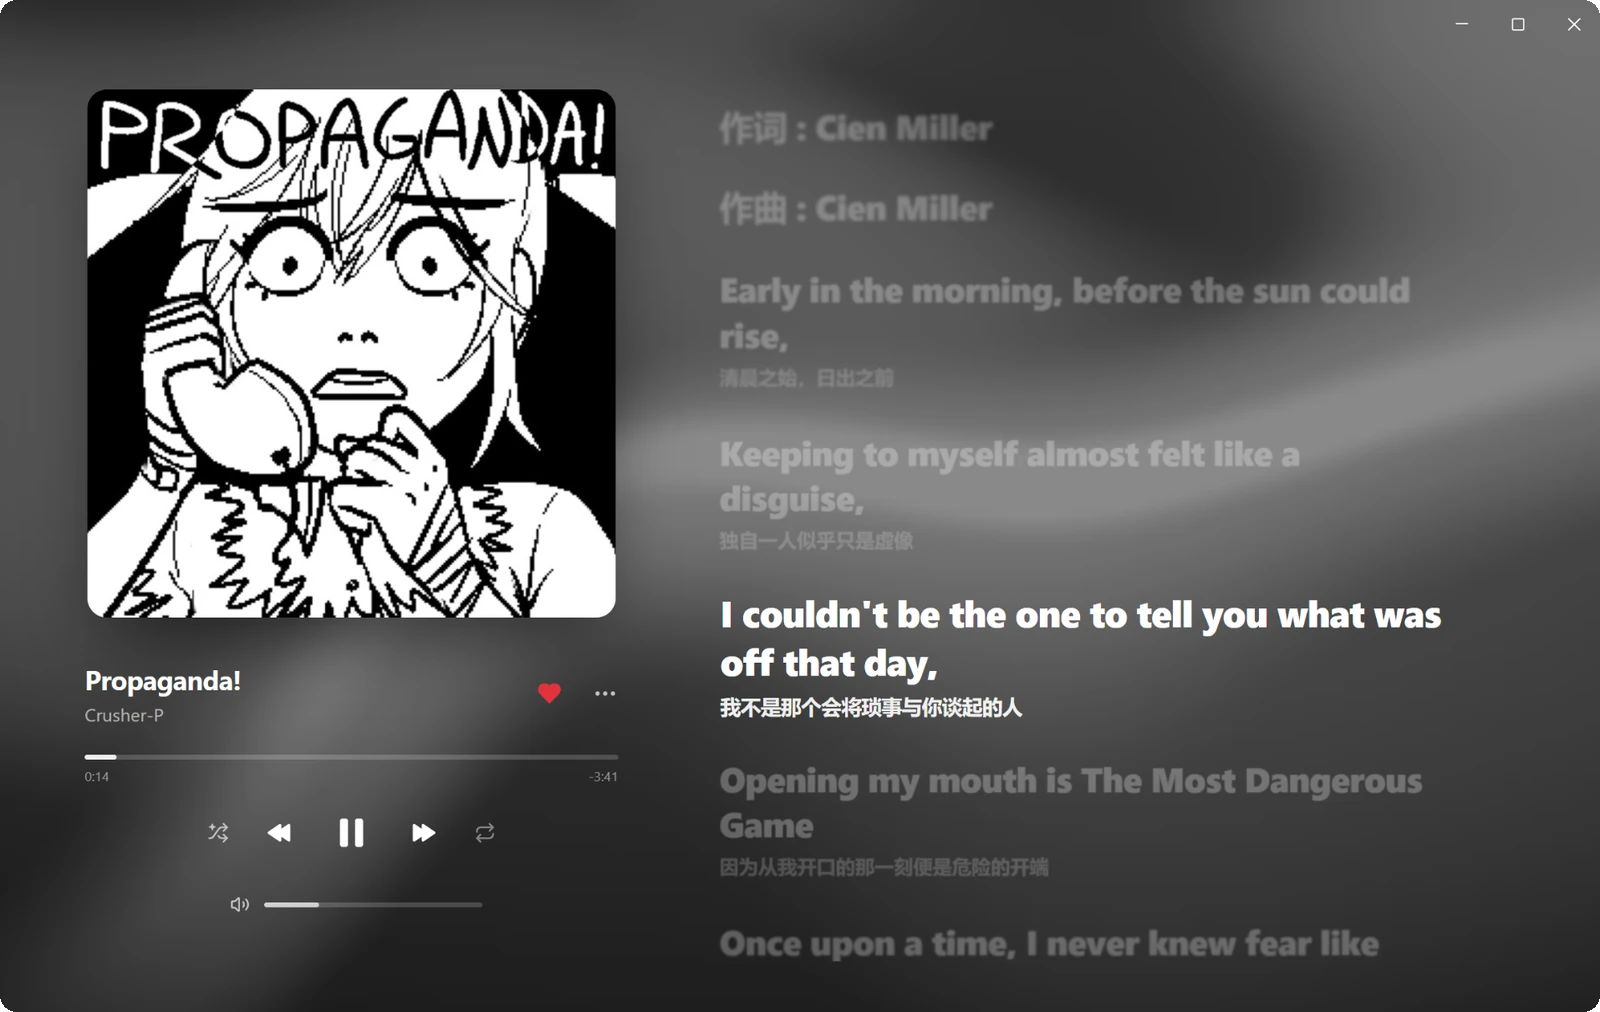 PROPAGANDA!
Propaganda!
Crusher-P
0:14
-3:41
作词 : Cien Miller
作曲 : Cien Miller
Early in the morning, before the sun could
rise,
清晨之始，日出之前
Keeping to myself almost felt like a
disguise,
独自一人似乎只是虚像
I couldn't be the one to tell you what was
off that day,
我不是那个会将琐事与你谈起的人
Opening my mouth is The Most Dangerous
Game
因为从我开口的那一刻便是危险的开端
Once upon a time, I never knew fear like